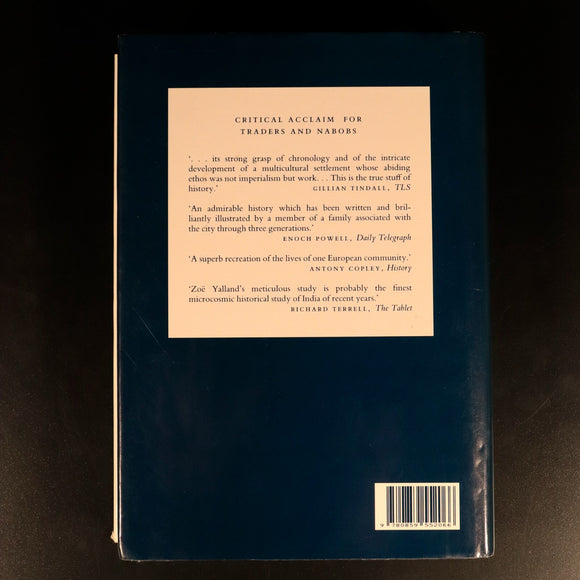 CRITICAL ACCLAIM FOR
TRADERS AND NABOBS
‘. . . its strong grasp of chronology and of the intricate
development of a multicultural settlement whose abiding
ethos was not imperialism but work. . . This is the true stuff of
history.’ GILLIAN TINDALL, TLS
‘An admirable history which has been written and bril-
liantly illustrated by a member of a family associated with
the city through three generations.’
ENOCH POWELL, Daily Telegraph
‘A superb recreation of the lives of one European community.’
ANTONY COPLEY, History
‘Zoë Yalland’s meticulous study is probably the finest
microcosmic historical study of India of recent years.’
RICHARD TERRELL, The Tablet
9 780859 552066